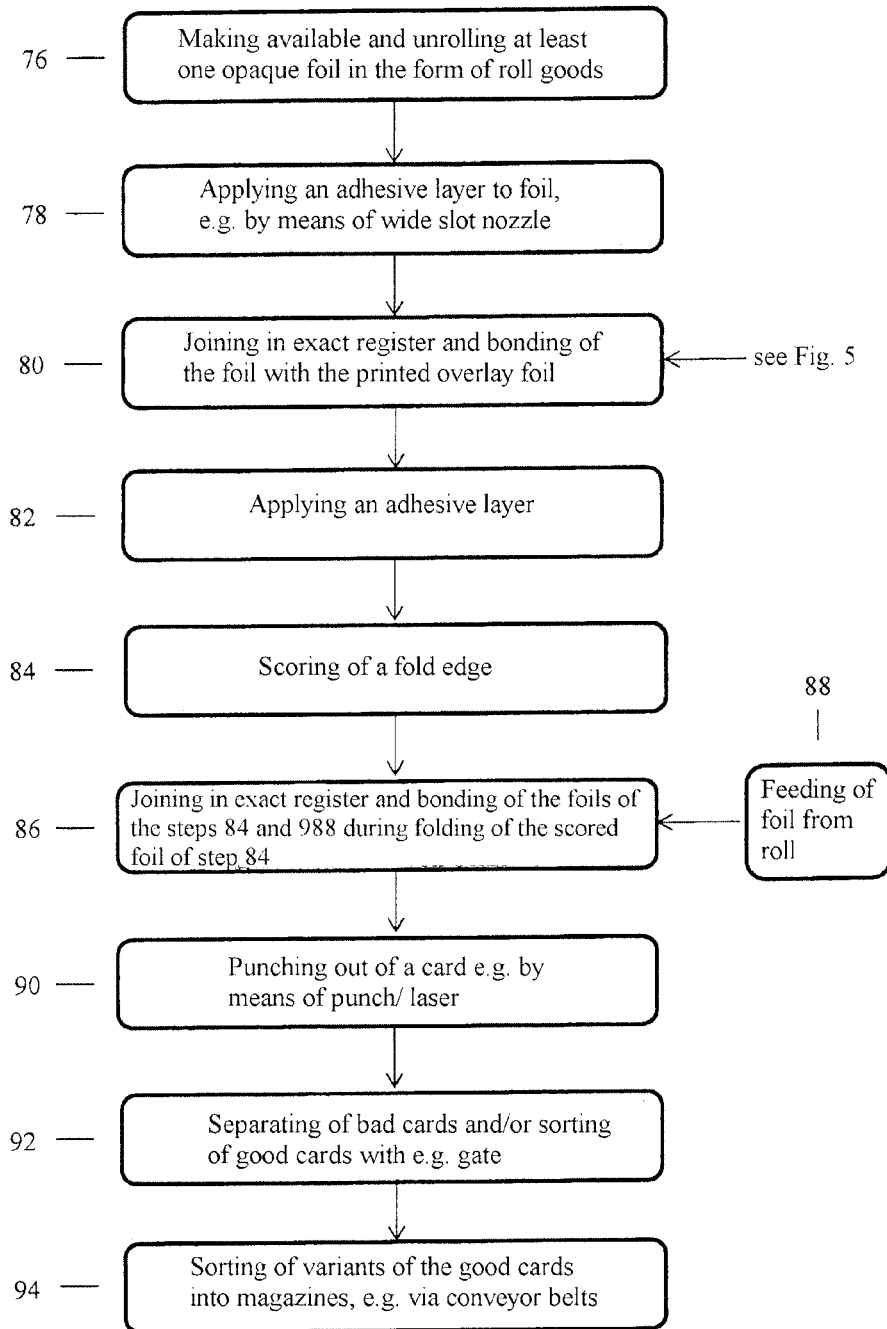 76
Making available and unrolling at least
one opaque foil in the form of roll goods
78
Applying an adhesive layer to foil,
e.g. by means of wide slot nozzle
80
Joining in exact register and bonding of
the foil with the printed overlay foil
see Fig. 5
82
Applying an adhesive layer
84
Scoring of a fold edge
88
Feeding of
foil from
roll
86
Joining in exact register and bonding of the foils of
the steps 84 and 988 during folding of the scored
foil of step 84
90
Punching out of a card e.g. by
means of punch/ laser
92
Separating of bad cards and/or sorting
of good cards with e.g. gate
94
Sorting of variants of the good cards
into magazines, e.g. via conveyor belts